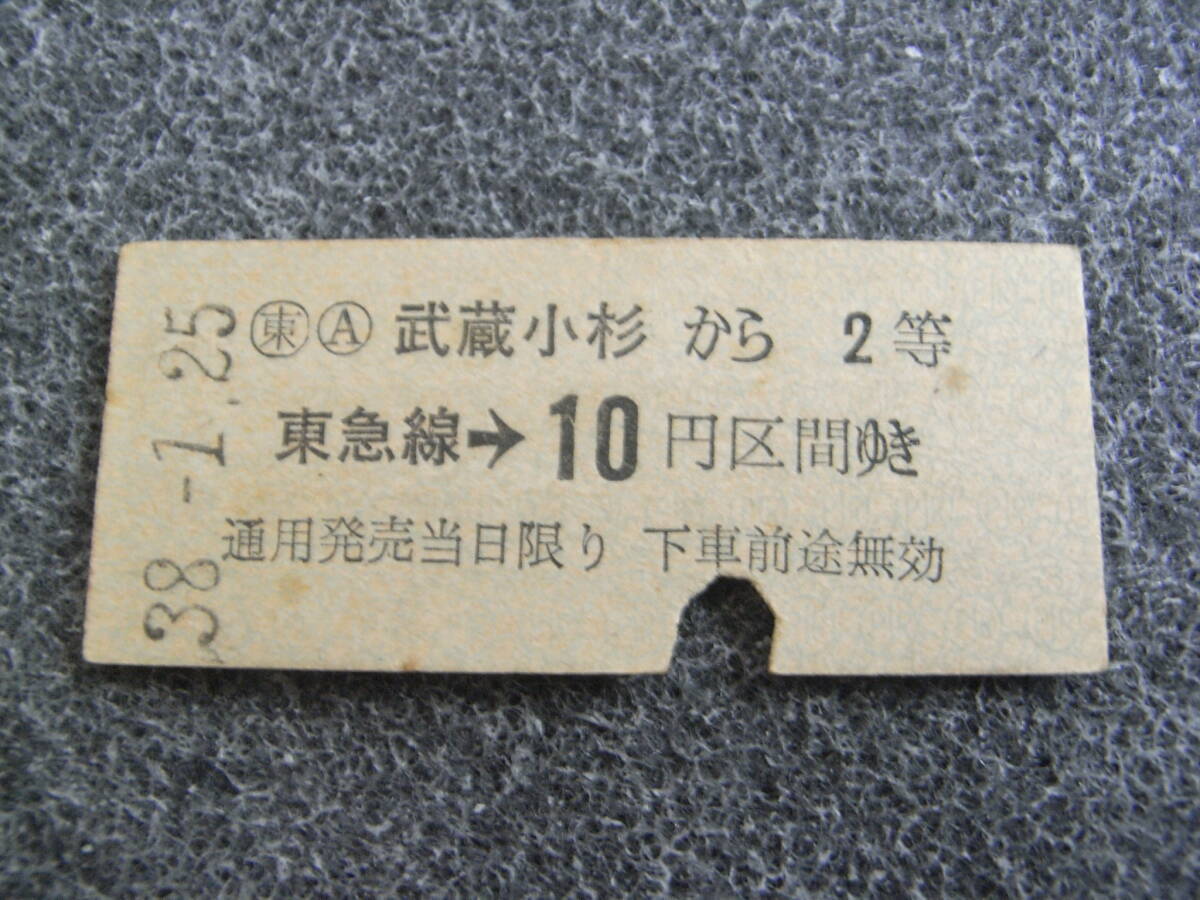 38-1.25
㊍Ⓐ 武蔵小杉 から 2等
東急線→10円区間ゆき
通用発売当日限り 下車前途無効